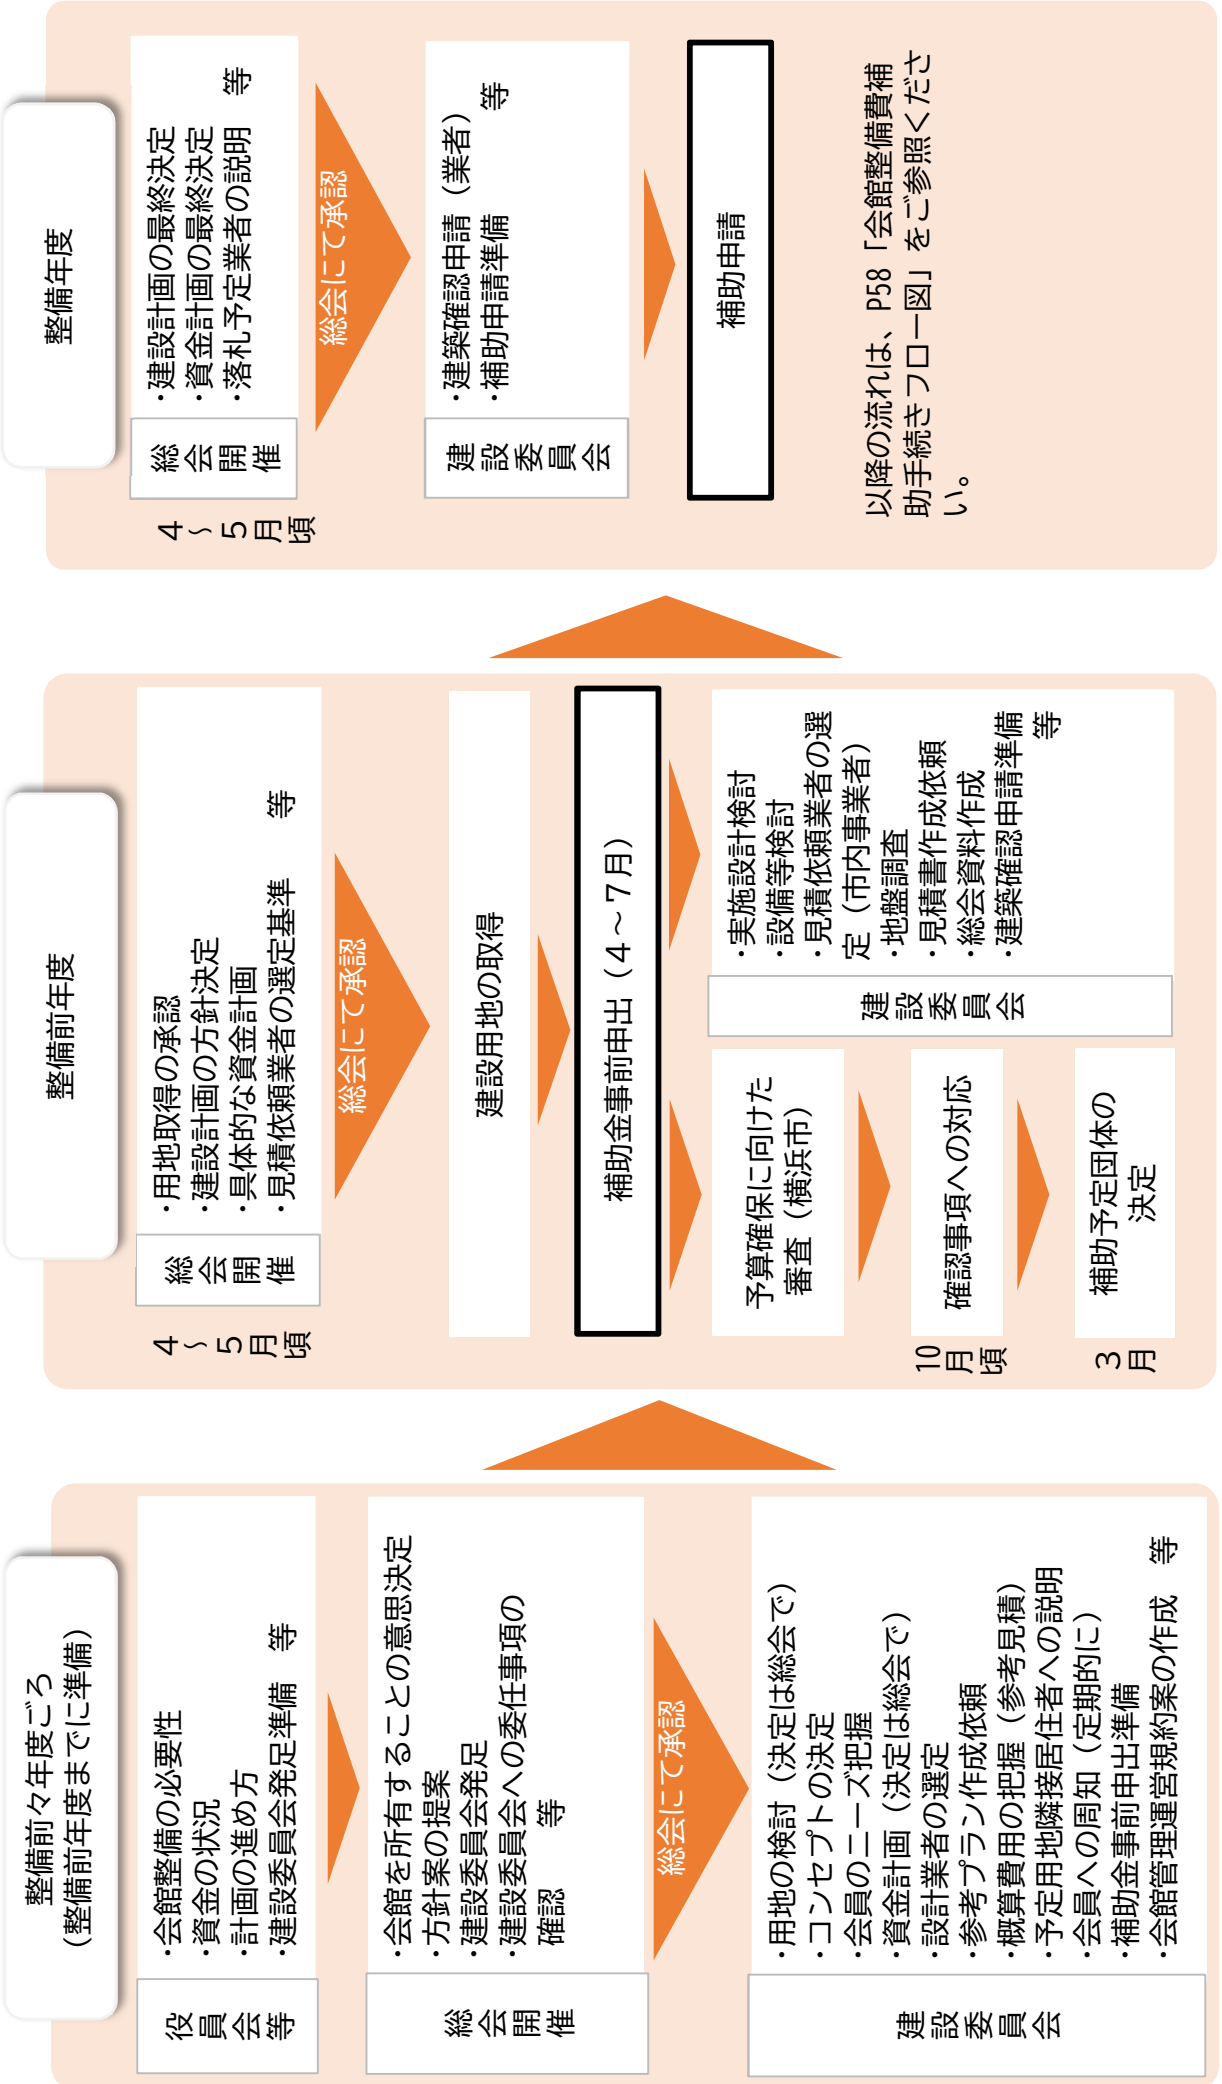 整備前々年度ごろ
（整備前年度までに準備）
役員会等
・会館整備の必要性
・資金の状況
・計画の進め方
・建設委員会発足準備　等
総会開催
・会館を所有することの意思決定
・方針案の提案
・建設委員会発足
・建設委員会への委任事項の
確認　　等
総会にて承認
建設委員会
・用地の検討（決定は総会で）
・コンセプトの決定
・会員のニーズ把握
・資金計画（決定は総会で）
・設計業者の選定
・参考プラン作成依頼
・概算費用の把握（参考見積）
・予定用地隣接居住者への説明
・会員への周知（定期的に）
・補助金事前申出準備
・会館管理運営規約案の作成　等
整備前年度
４～５月頃
総会開催
・用地取得の承認
・建設計画の方針決定
・具体的な資金計画
・見積依頼業者の選定基準　　等
総会にて承認
建設用地の取得
補助金事前申出（４～７月）
予算確保に向けた
審査（横浜市）
10月頃
確認事項への対応
３月
補助予定団体の
決定
建設委員会
・実施設計検討
・設備等検討
・見積依頼業者の選
定（市内事業者）
・地盤調査
・見積書作成依頼
・総会資料作成
・建築確認申請準備
等
整備年度
４～５月頃
総会開催
・建設計画の最終決定
・資金計画の最終決定
・落札予定業者の説明　等
総会にて承認
建設委員会
・建築確認申請（業者）
・補助申請準備　　　　等
補助申請
以降の流れは、P58「会館整備費補
助手続きフロー図」をご参照くださ
い。